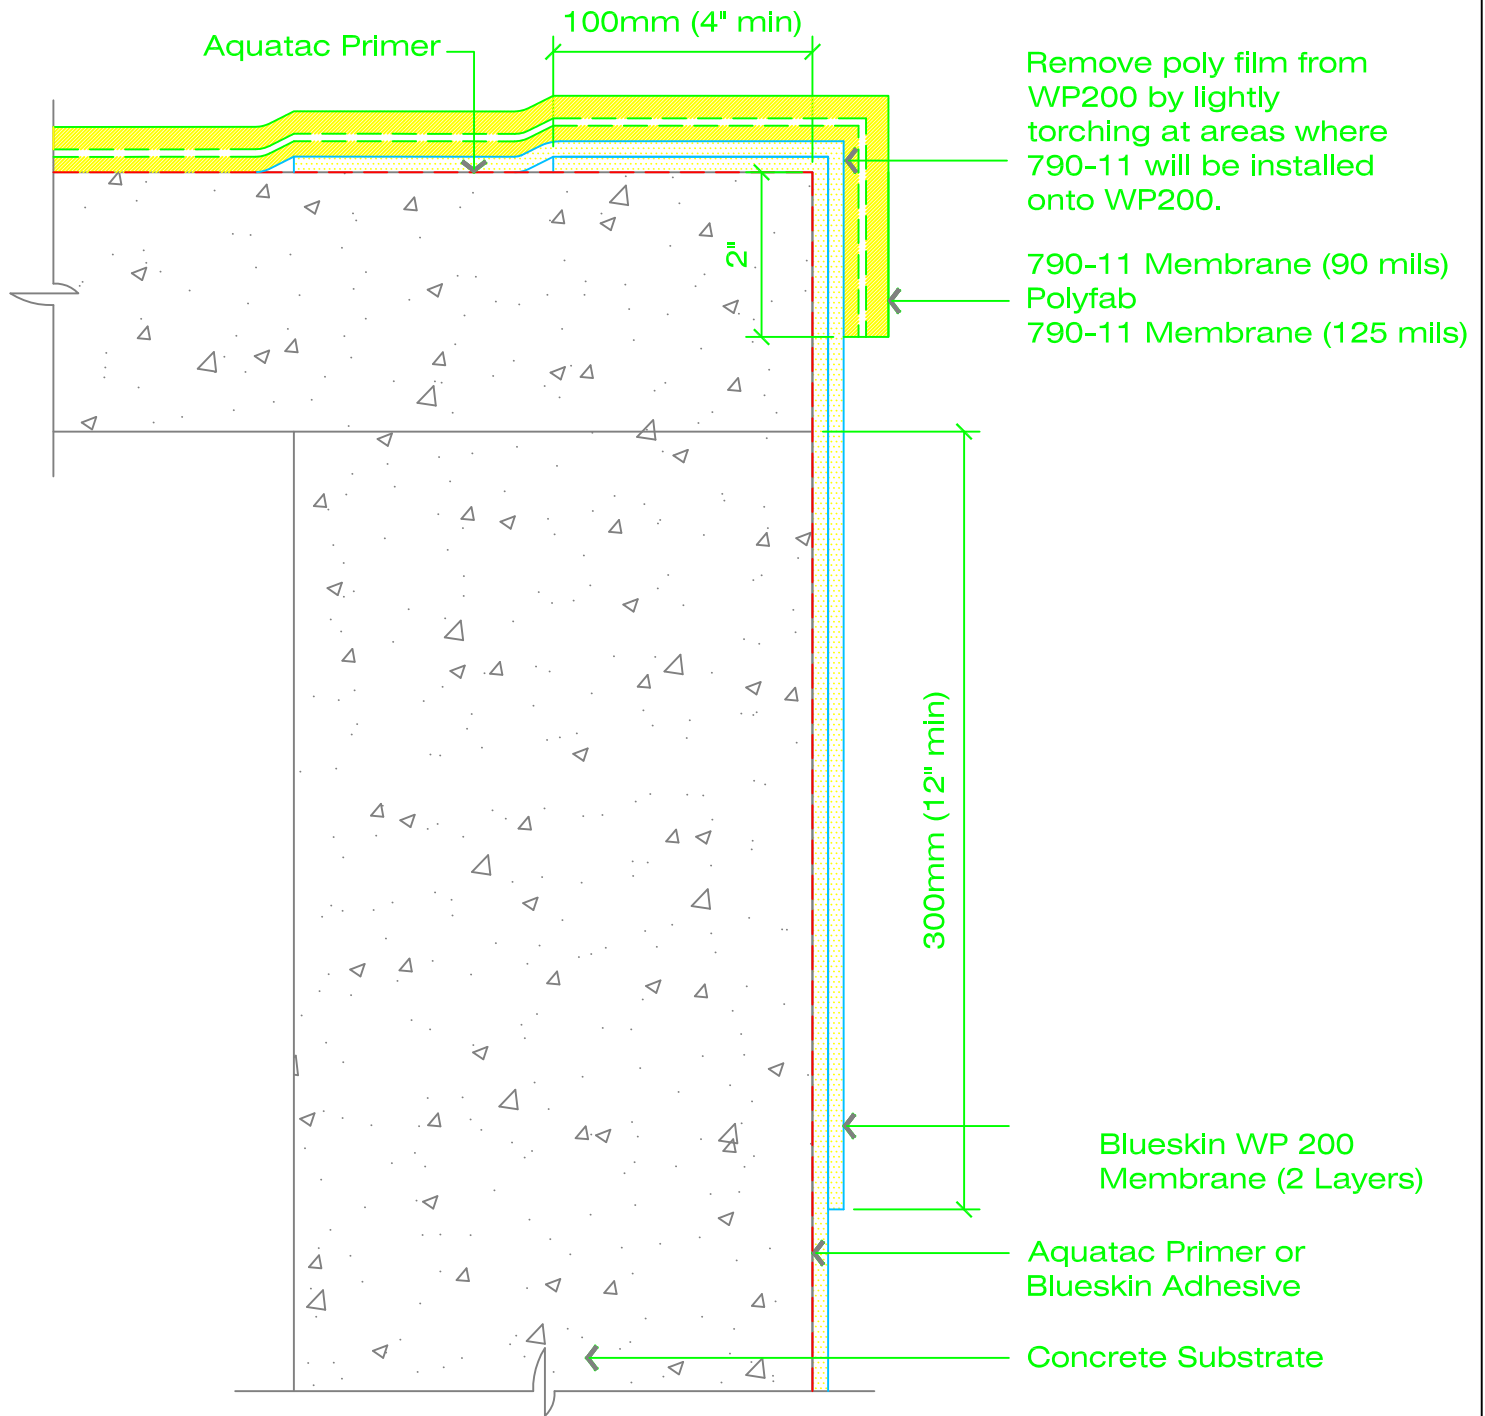 100mm (4" min)
Aquatac Primer
Remove poly film from
WP200 by lightly
torching at areas where
790-11 will be installed
onto WP200.
2"
790-11 Membrane (90 mils)
Polyfab
790-11 Membrane (125 mils)
300mm (12" min)
Blueskin WP 200
Membrane (2 Layers)
Aquatac Primer or
Blueskin Adhesive
Concrete Substrate